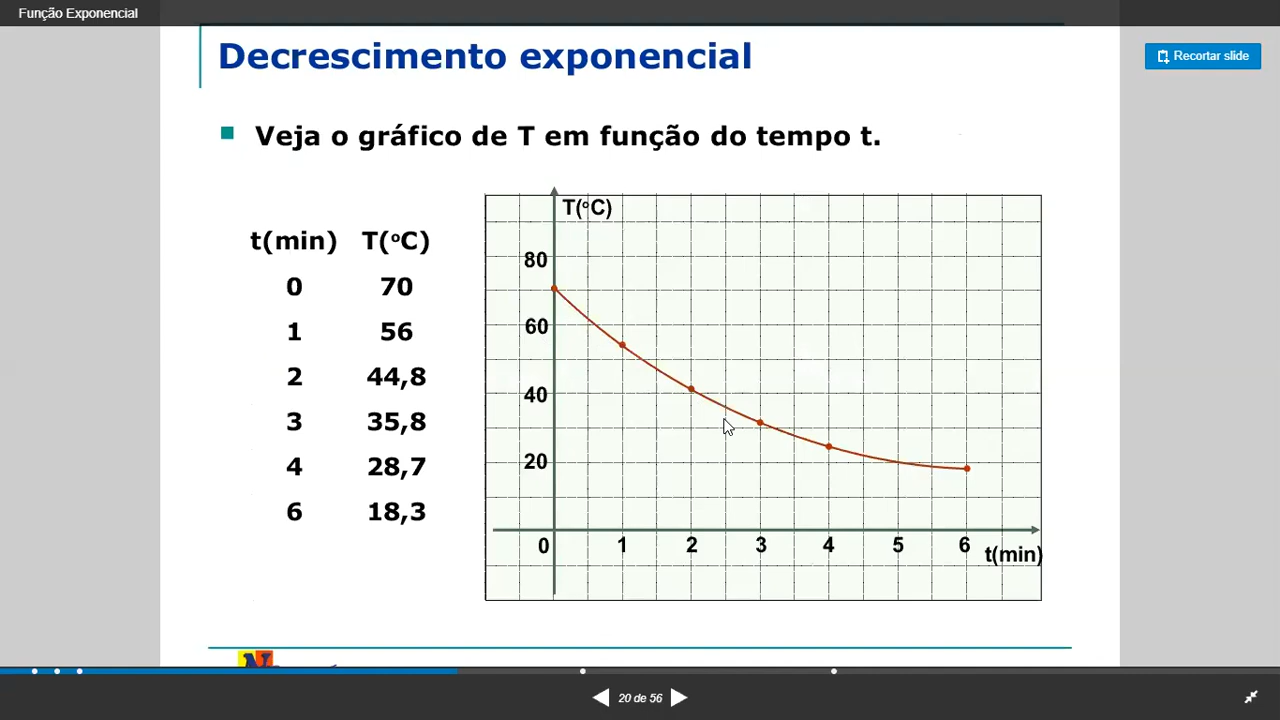 Função Exponencial
Decrescimento exponencial
Recortar slide
Veja o gráfico de T em função do tempo t.
t(min) T(ºC)
0 70
1 56
2 44,8
3 35,8
4 28,7
6 18,3
T(ºC)
80
60
40
20
0 1 2 3 4 5 6 t(min)
20 de 56